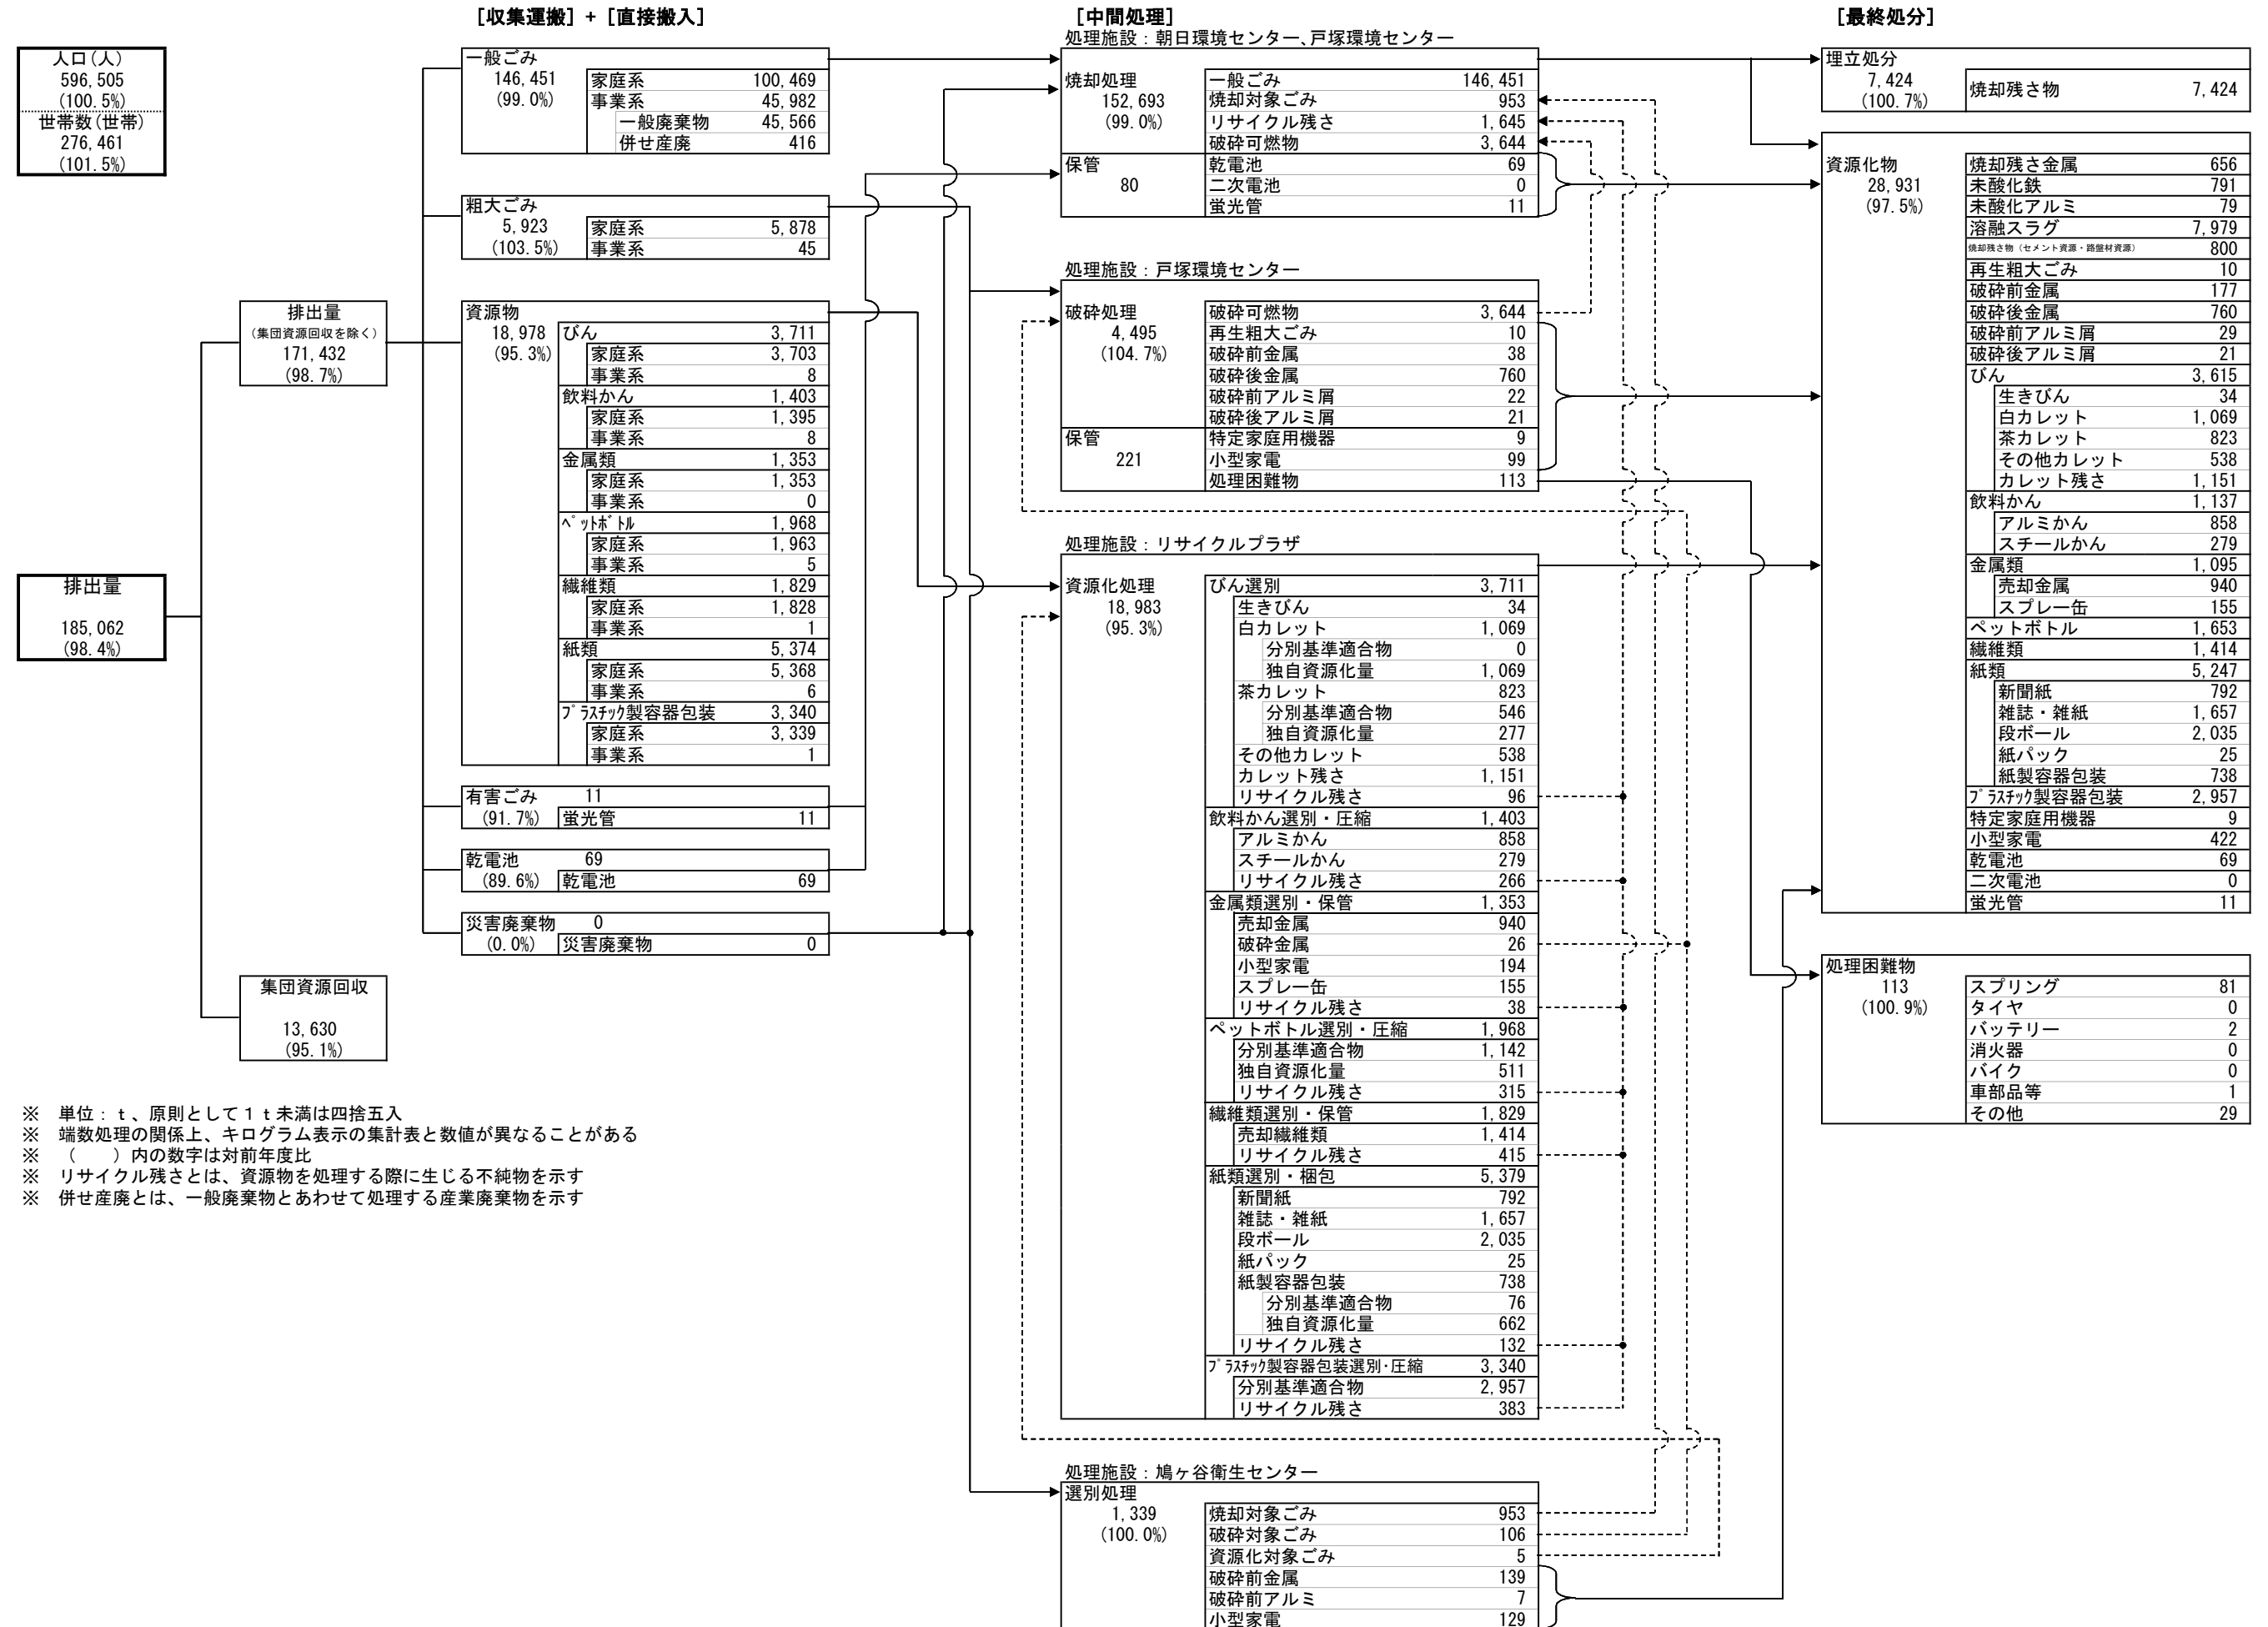 [収集運搬] + [直接搬入]
[中間処理]
[最終処分]
人口(人)
596,505
(100.5%)
世帯数(世帯)
276,461
(101.5%)
排出量
185,062
(98.4%)
排出量
(集団資源回収を除く)
171,432
(98.7%)
集団資源回収
13,630
(95.1%)
一般ごみ
146,451
(99.0%)
家庭系 100,469
事業系 45,982
一般廃棄物 45,566
併せ産廃 416
粗大ごみ
5,923
(103.5%)
家庭系 5,878
事業系 45
資源物
18,978
(95.3%)
びん 3,711
家庭系 3,703
事業系 8
飲料かん 1,403
家庭系 1,395
事業系 8
金属類 1,353
家庭系 1,353
事業系 0
ペットボトル 1,968
家庭系 1,963
事業系 5
繊維類 1,829
家庭系 1,828
事業系 1
紙類 5,374
家庭系 5,368
事業系 6
プラスチック製容器包装 3,340
家庭系 3,339
事業系 1
有害ごみ 11
(91.7%) 蛍光管 11
乾電池 69
(89.6%) 乾電池 69
災害廃棄物 0
(0.0%) 災害廃棄物 0
処理施設：朝日環境センター、戸塚環境センター
焼却処理
152,693
(99.0%)
一般ごみ 146,451
焼却対象ごみ 953
リサイクル残さ 1,645
破砕可燃物 3,644
保管
80
乾電池 69
二次電池 0
蛍光管 11
処理施設：戸塚環境センター
破砕処理
4,495
(104.7%)
破砕可燃物 3,644
再生粗大ごみ 10
破砕前金属 38
破砕後金属 760
破砕前アルミ屑 22
破砕後アルミ屑 21
保管
221
特定家庭用機器 9
小型家電 99
処理困難物 113
処理施設：リサイクルプラザ
資源化処理
18,983
(95.3%)
びん選別 3,711
生きびん 34
白カレット 1,069
分別基準適合物 0
独自資源化量 1,069
茶カレット 823
分別基準適合物 546
独自資源化量 277
その他カレット 538
カレット残さ 1,151
リサイクル残さ 96
飲料かん選別・圧縮 1,403
アルミかん 858
スチールかん 279
リサイクル残さ 266
金属類選別・保管 1,353
売却金属 940
破砕金属 26
小型家電 194
スプレー缶 155
リサイクル残さ 38
ペットボトル選別・圧縮 1,968
分別基準適合物 1,142
独自資源化量 511
リサイクル残さ 315
繊維類選別・保管 1,829
売却繊維類 1,414
リサイクル残さ 415
紙類選別・梱包 5,379
新聞紙 792
雑誌・雑紙 1,657
段ボール 2,035
紙パック 25
紙製容器包装 738
分別基準適合物 76
独自資源化量 662
リサイクル残さ 132
プラスチック製容器包装選別・圧縮 3,340
分別基準適合物 2,957
リサイクル残さ 383
処理施設：鳩ヶ谷衛生センター
選別処理
1,339
(100.0%)
焼却対象ごみ 953
破砕対象ごみ 106
資源化対象ごみ 5
破砕前金属 139
破砕前アルミ 7
小型家電 129
埋立処分
7,424
(100.7%)
焼却残さ物 7,424
資源化物
28,931
(97.5%)
焼却残さ金属 656
未酸化鉄 791
未酸化アルミ 79
溶融スラグ 7,979
焼却残さ物（セメント資源・路盤材資源） 800
再生粗大ごみ 10
破砕前金属 177
破砕後金属 760
破砕前アルミ屑 29
破砕後アルミ屑 21
びん 3,615
生きびん 34
白カレット 1,069
茶カレット 823
その他カレット 538
カレット残さ 1,151
飲料かん 1,137
アルミかん 858
スチールかん 279
金属類 1,095
売却金属 940
スプレー缶 155
ペットボトル 1,653
繊維類 1,414
紙類 5,247
新聞紙 792
雑誌・雑紙 1,657
段ボール 2,035
紙パック 25
紙製容器包装 738
プラスチック製容器包装 2,957
特定家庭用機器 9
小型家電 422
乾電池 69
二次電池 0
蛍光管 11
処理困難物
113
(100.9%)
スプリング 81
タイヤ 0
バッテリー 2
消火器 0
バイク 0
車部品等 1
その他 29
※ 単位：ｔ、原則として１ｔ未満は四捨五入
※ 端数処理の関係上、キログラム表示の集計表と数値が異なることがある
※ （　　）内の数字は対前年度比
※ リサイクル残さとは、資源物を処理する際に生じる不純物を示す
※ 併せ産廃とは、一般廃棄物とあわせて処理する産業廃棄物を示す